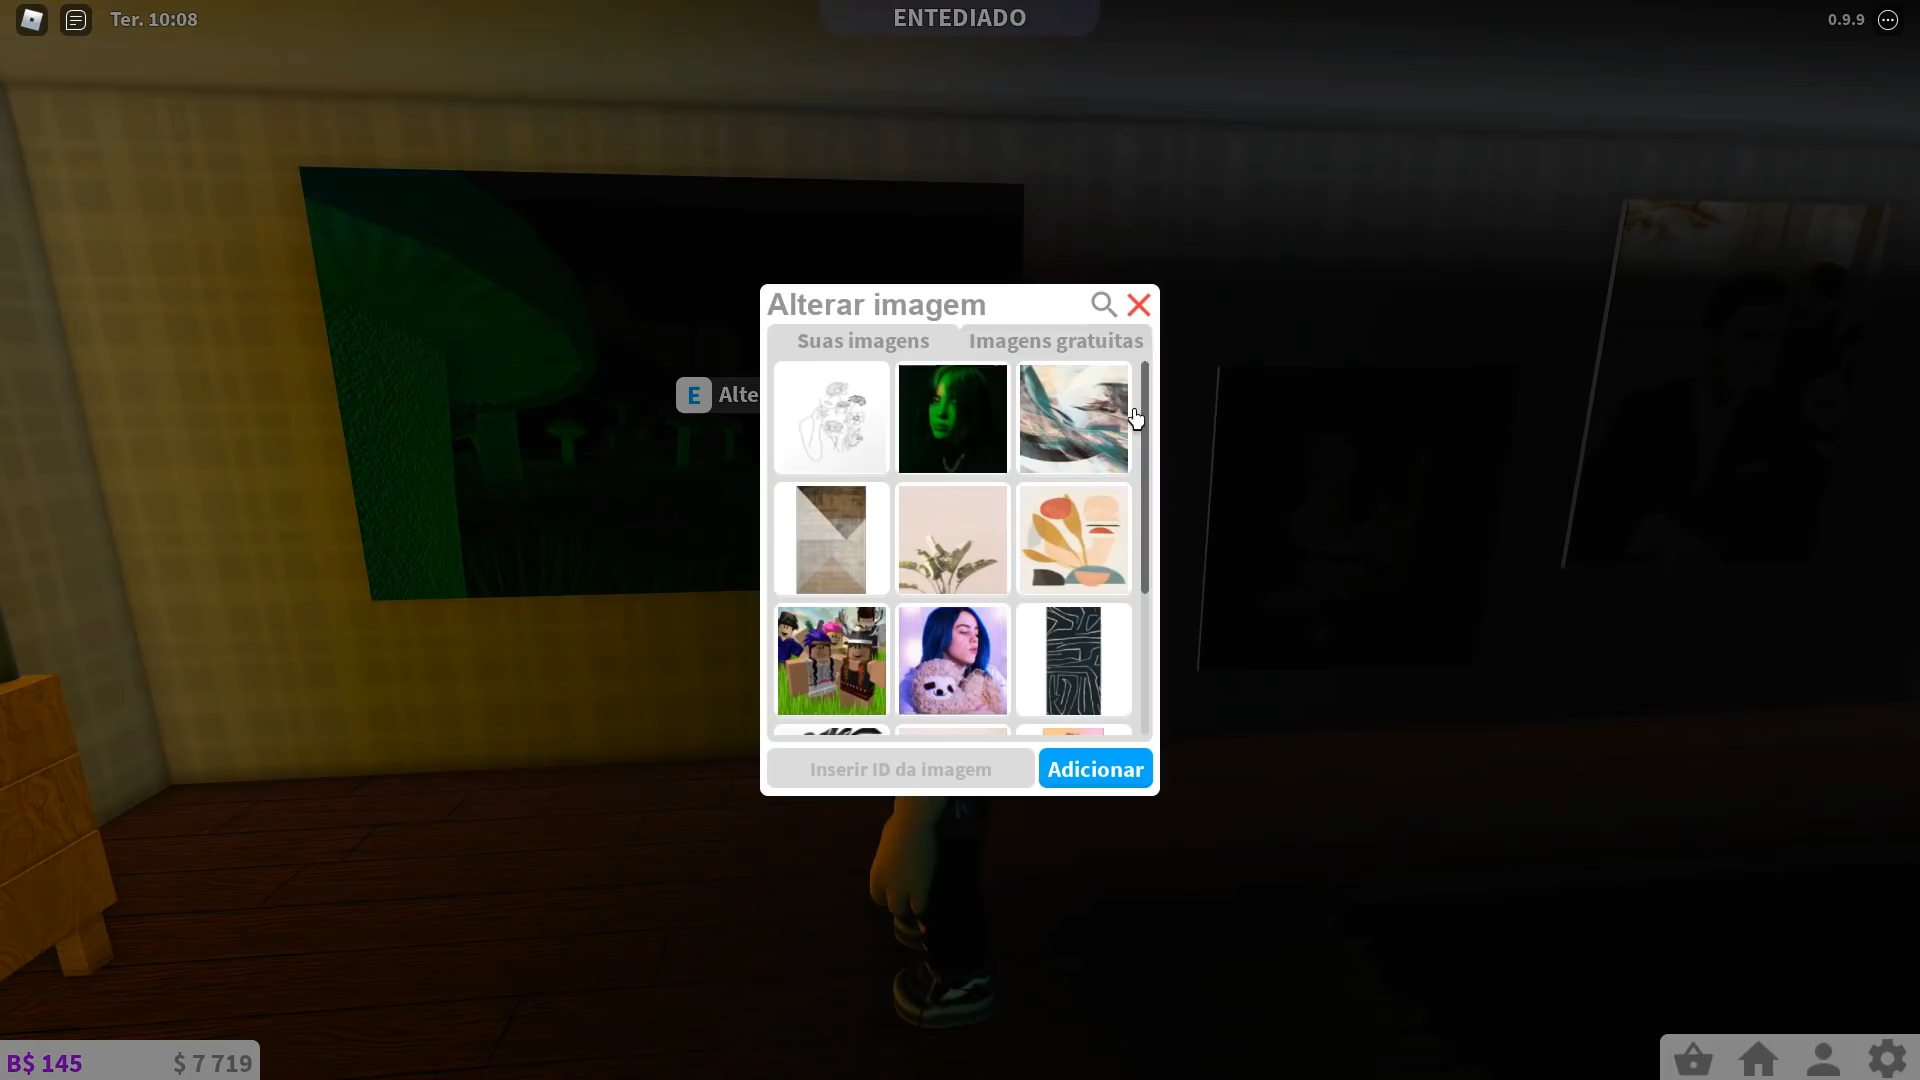 Ter. 10:08
ENTEDIADO
0.9.9
Alterar imagem
Suas imagens
Imagens gratuitas
E Alte
Inserir ID da imagem
Adicionar
B$ 145
$ 7 719